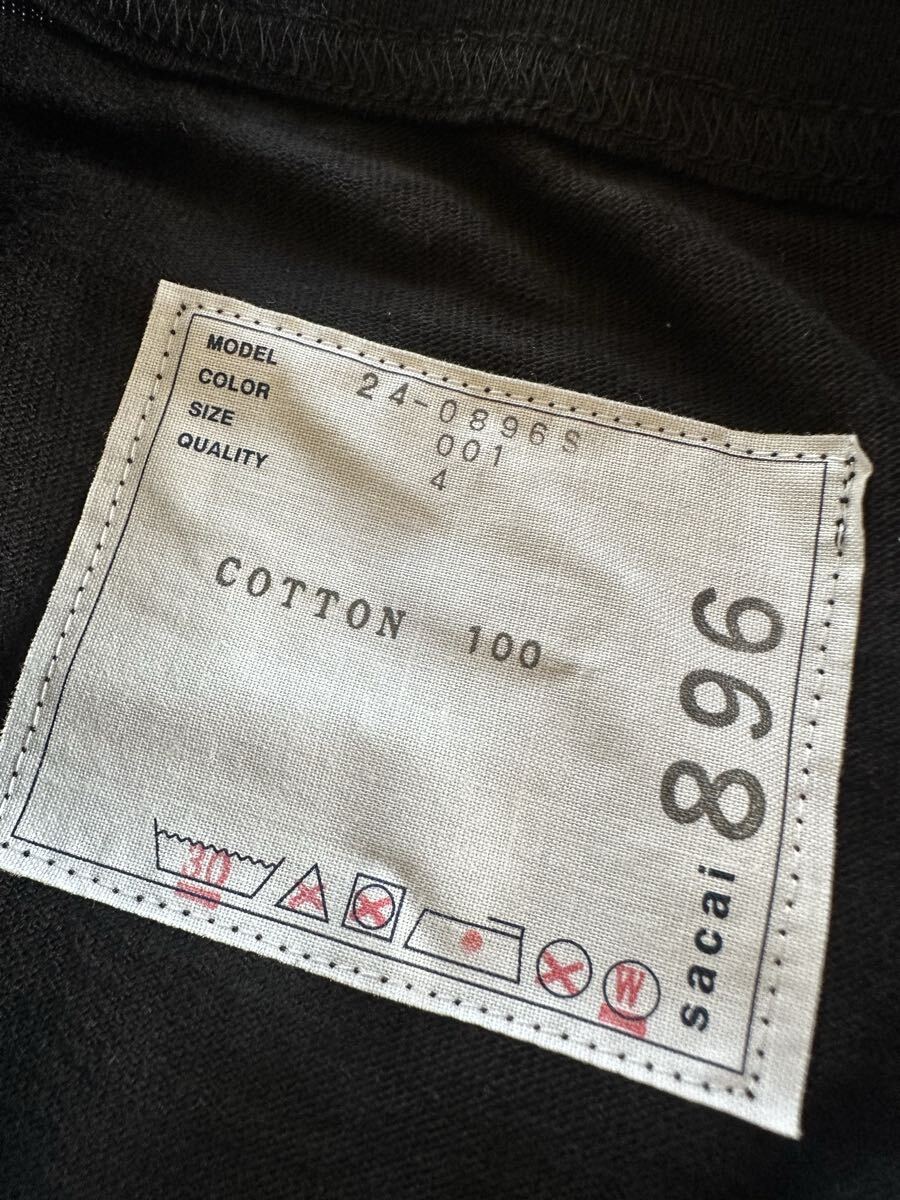 MODEL 24-0896S
COLOR 001
SIZE 4
QUALITY
COTTON 100
sacai 896
30
W